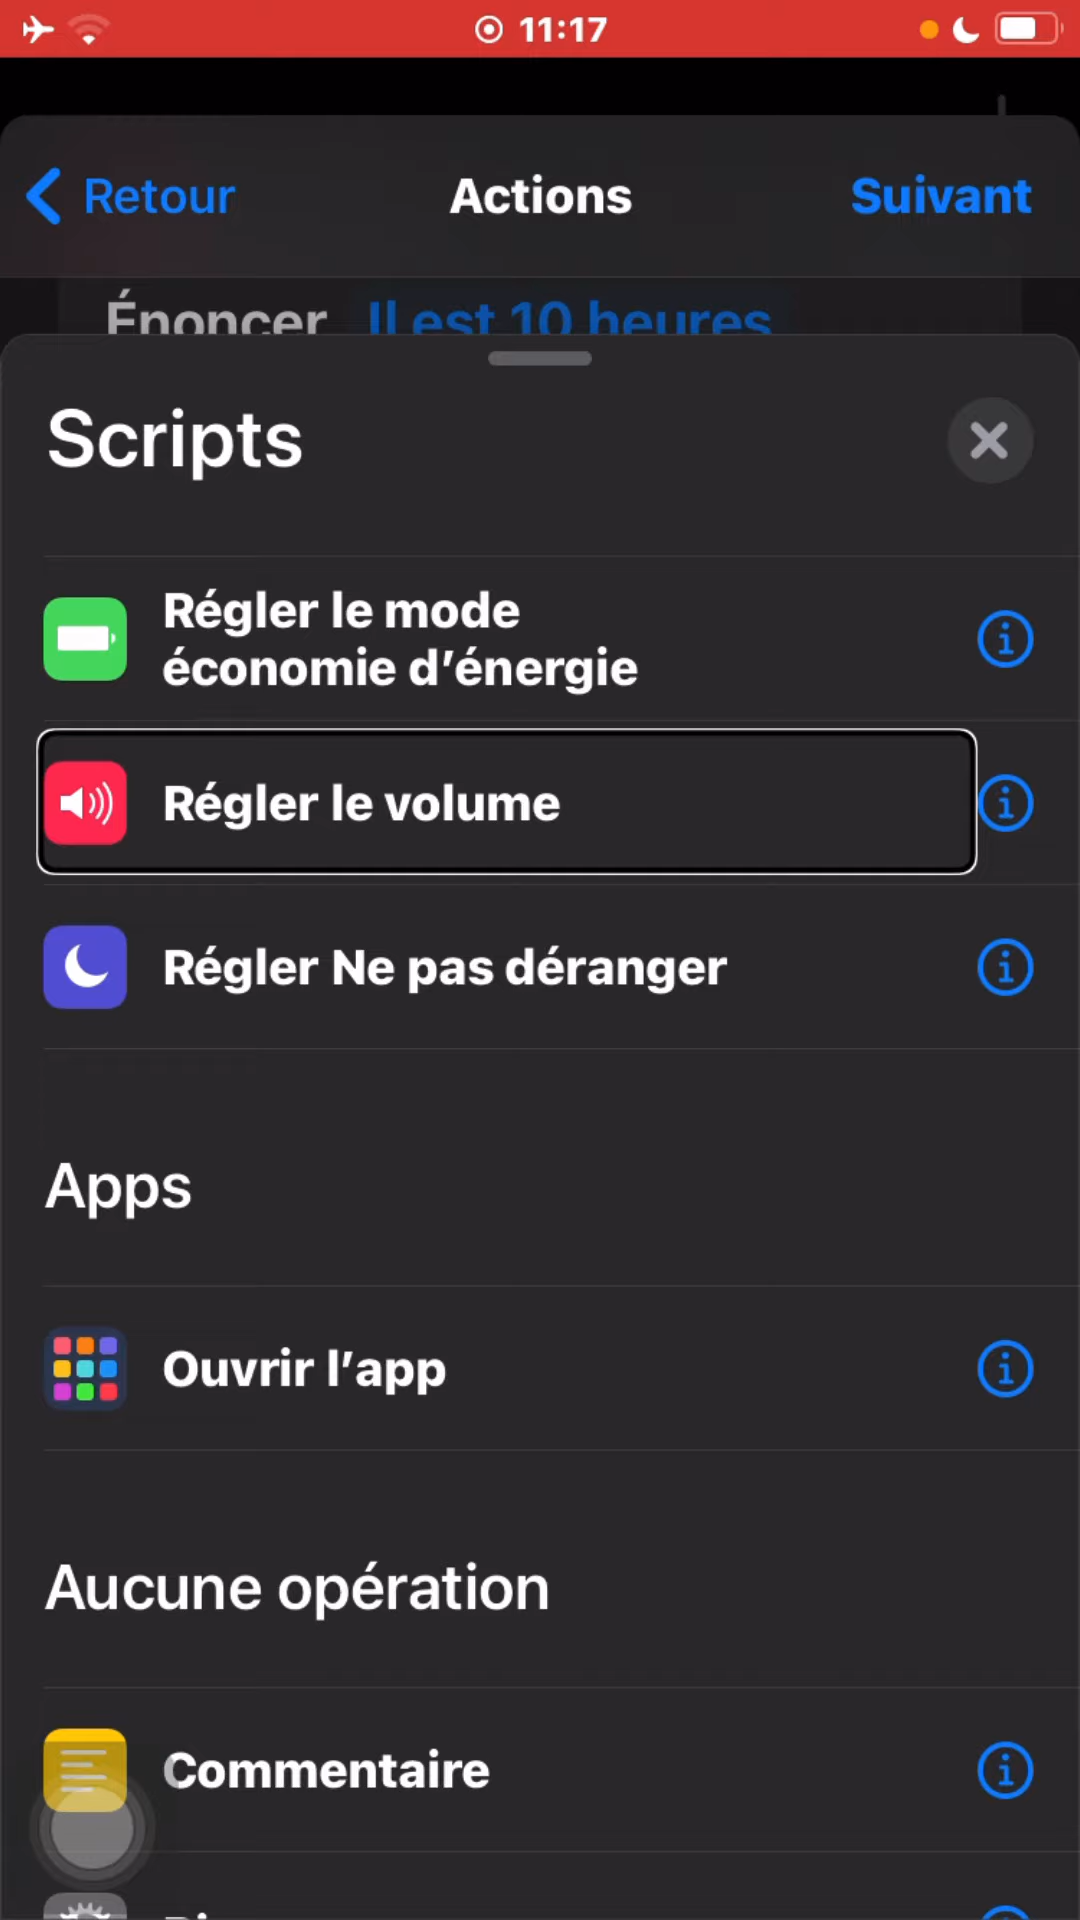 11:17
Retour
Actions
Suivant
Énoncer Il est 10 heures
Scripts
Régler le mode
économie d’énergie
Régler le volume
Régler Ne pas déranger
Apps
Ouvrir l’app
Aucune opération
Commentaire